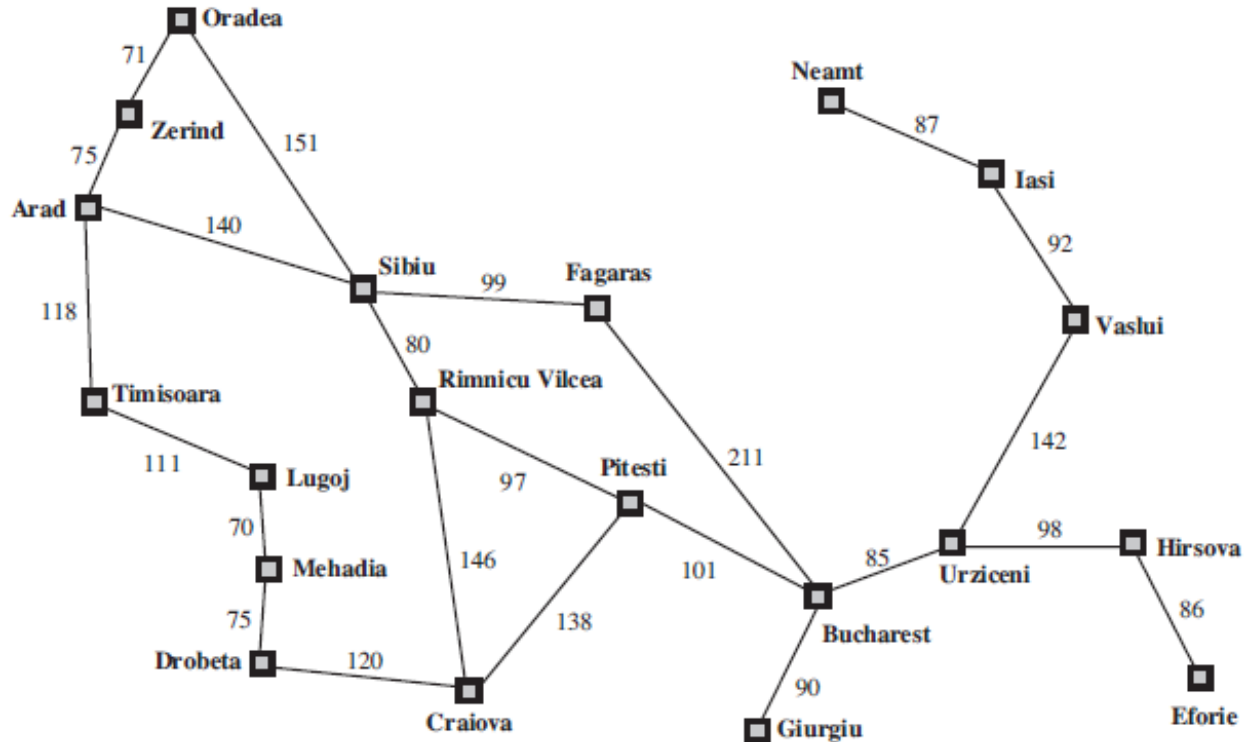 Oradea
71
Neamt
87
Zerind
151
75
Iasi
Arad
140
92
Sibiu
99
Fagaras
118
Vaslui
80
Timisoara
Rimnicu Vilcea
142
111
211
Lugoj
97
Pitesti
70
98
Hirsova
146
85
Mehadia
101
Urziceni
86
75
138
Bucharest
Drobeta
120
90
Craiova
Giurgiu
Eforie